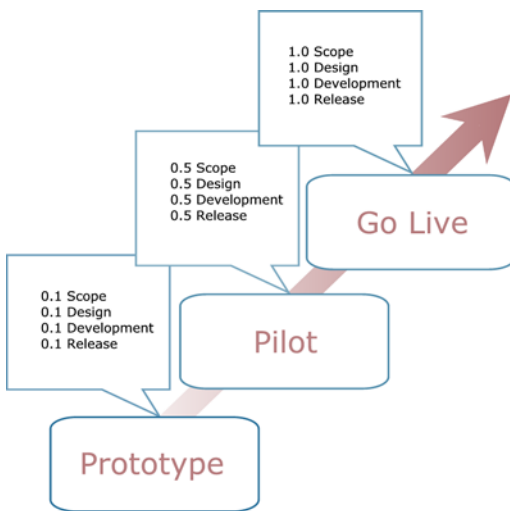 1.0 Scope
1.0 Design
1.0 Development
1.0 Release
Go Live
0.5 Scope
0.5 Design
0.5 Development
0.5 Release
Pilot
0.1 Scope
0.1 Design
0.1 Development
0.1 Release
Prototype